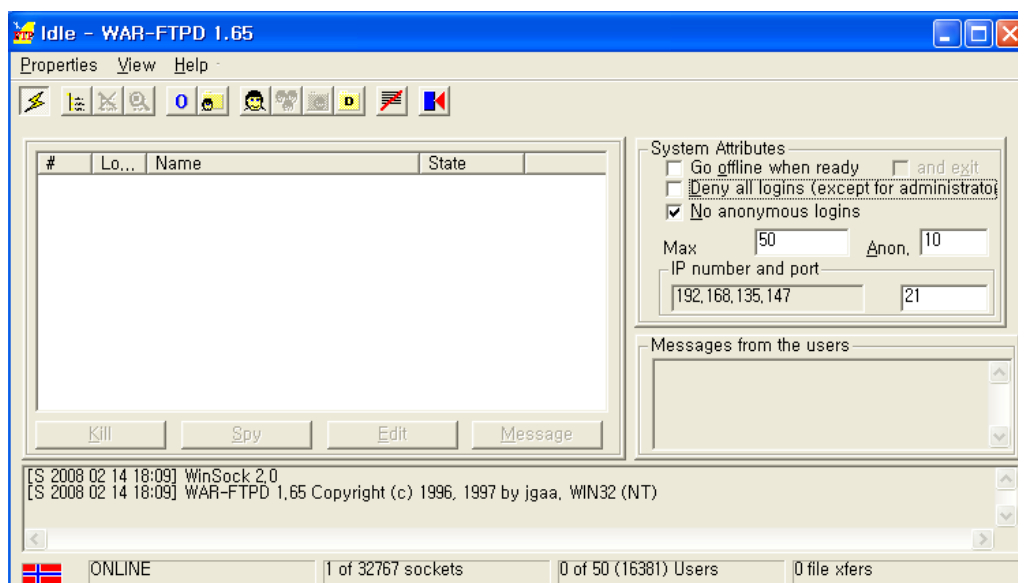 Idle - WAR-FTPD 1.65
Properties View Help
# Lo... Name State
Kill Spy Edit Message
System Attributes
Go offline when ready and exit
Deny all logins (except for administrato
No anonymous logins
Max 50 Anon. 10
IP number and port
192.168.135.147 21
Messages from the users
[S 2008 02 14 18:09] WinSock 2.0
[S 2008 02 14 18:09] WAR-FTPD 1.65 Copyright (c) 1996, 1997 by jgaa. WIN32 (NT)
ONLINE 1 of 32767 sockets 0 of 50 (16381) Users 0 file xfers